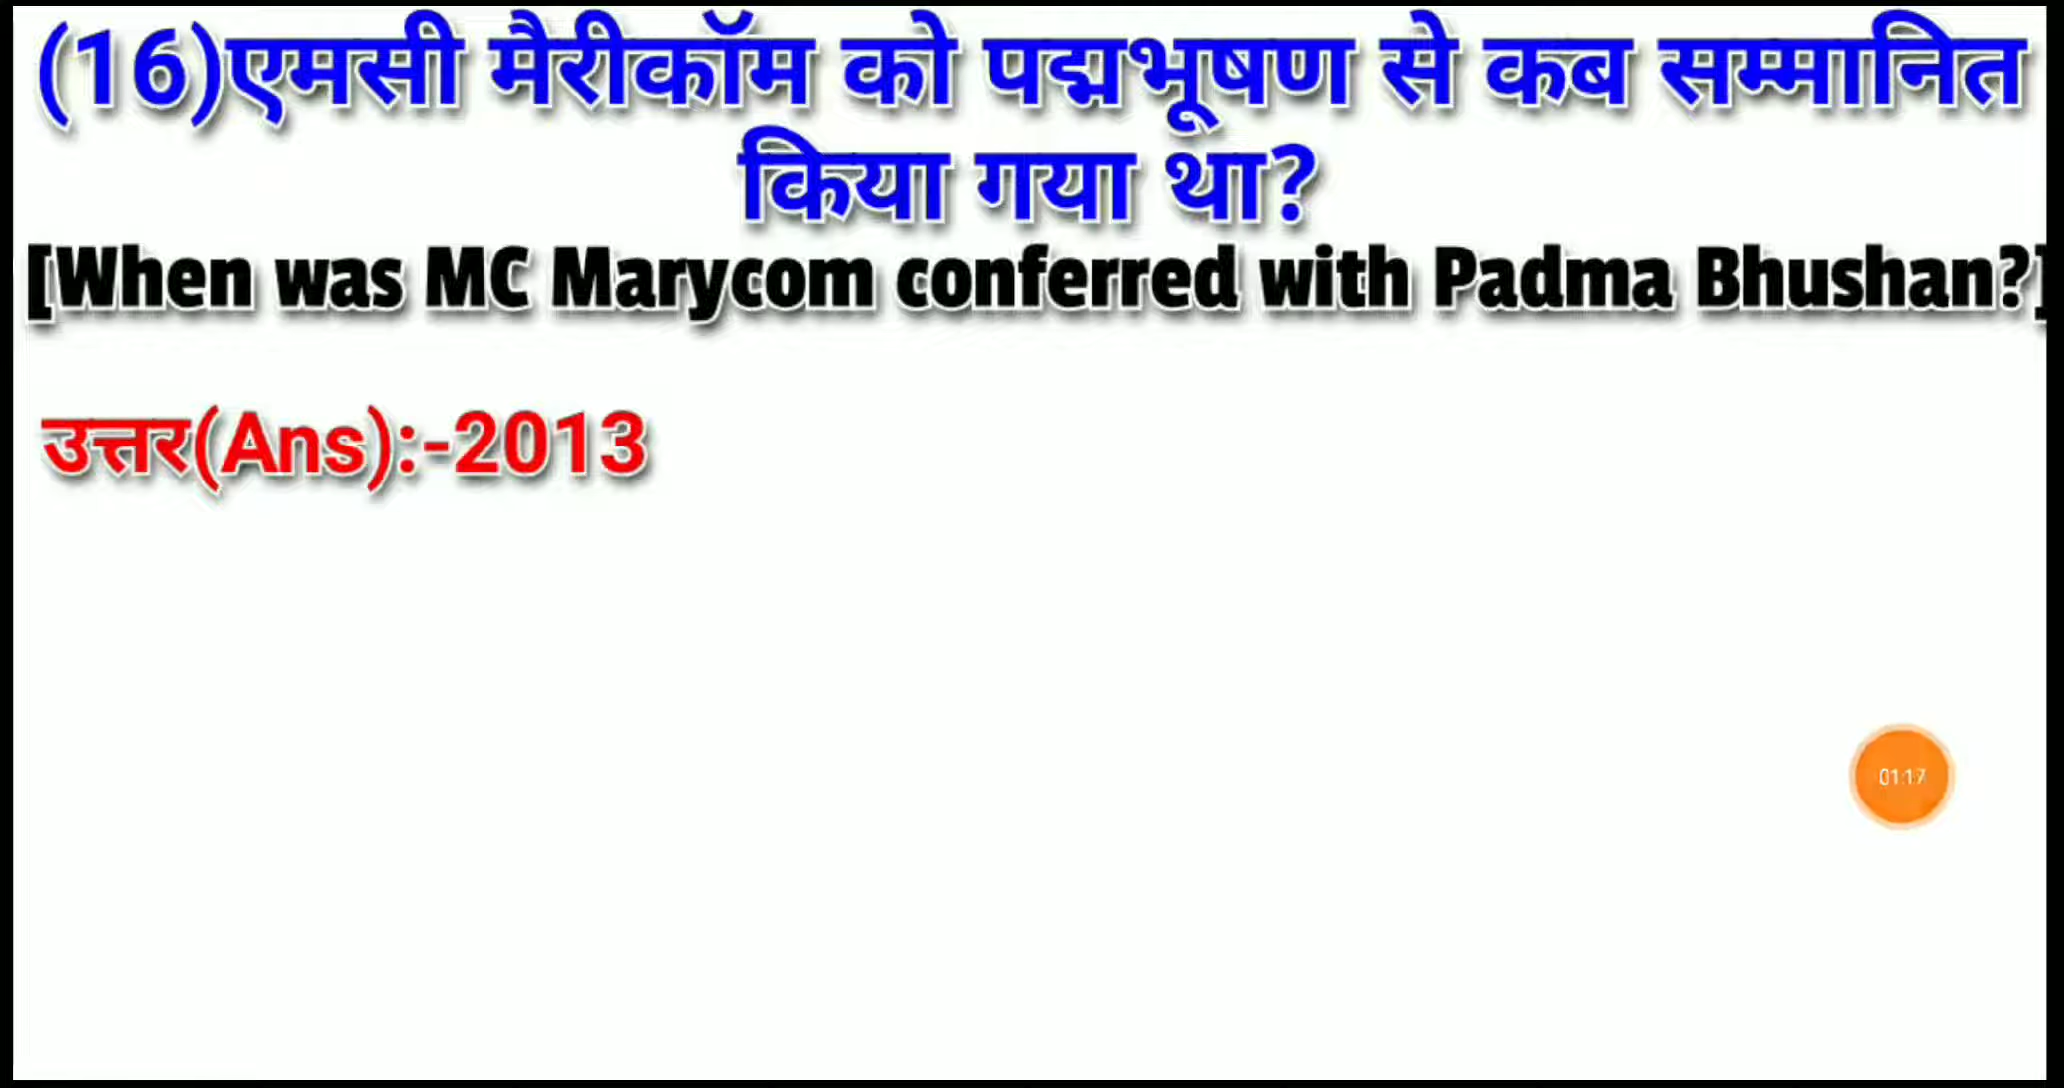 (16)एमसी मैरीकॉम को पद्मभूषण से कब सम्मानित
किया गया था?
[When was MC Marycom conferred with Padma Bhushan?]
उत्तर(Ans):-2013
01:17